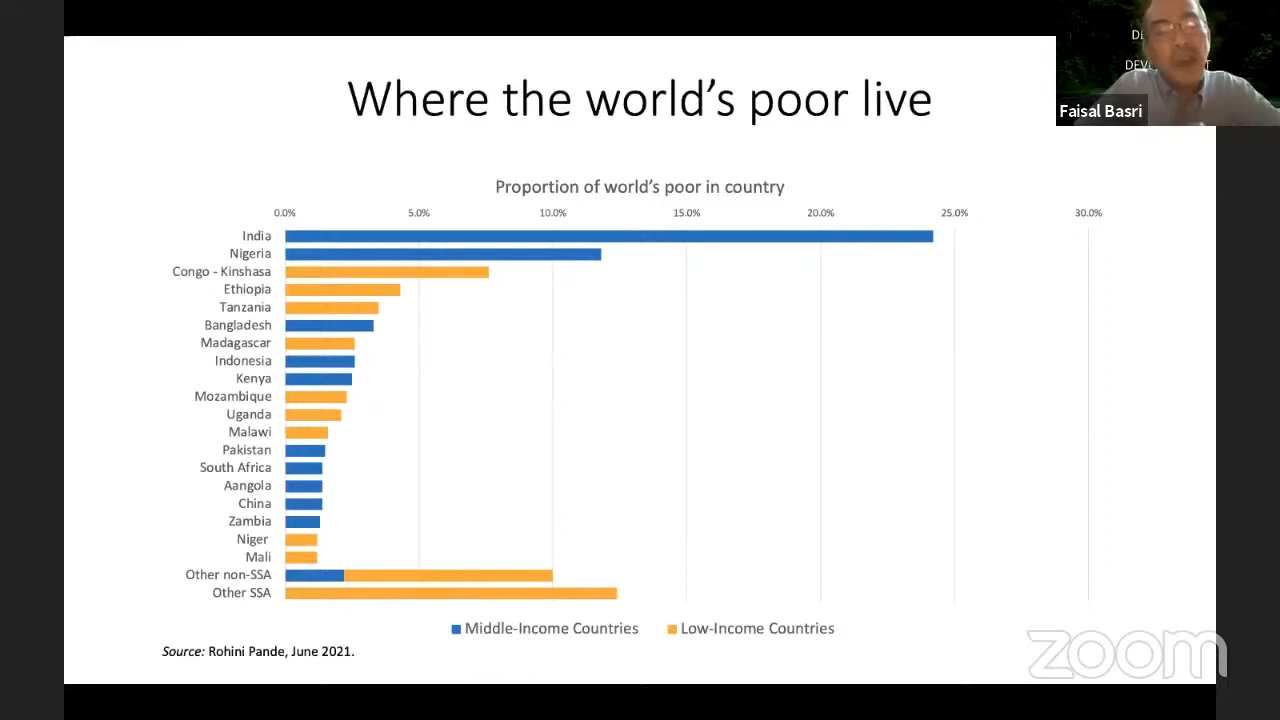 Where the world's poor live
Faisal Basri
Proportion of world's poor in country
0.0% 5.0% 10.0% 15.0% 20.0% 25.0% 30.0%
India
Nigeria
Congo - Kinshasa
Ethiopia
Tanzania
Bangladesh
Madagascar
Indonesia
Kenya
Mozambique
Uganda
Malawi
Pakistan
South Africa
Aangola
China
Zambia
Niger
Mali
Other non-SSA
Other SSA
Middle-Income Countries Low-Income Countries
Source: Rohini Pande, June 2021.
zoom